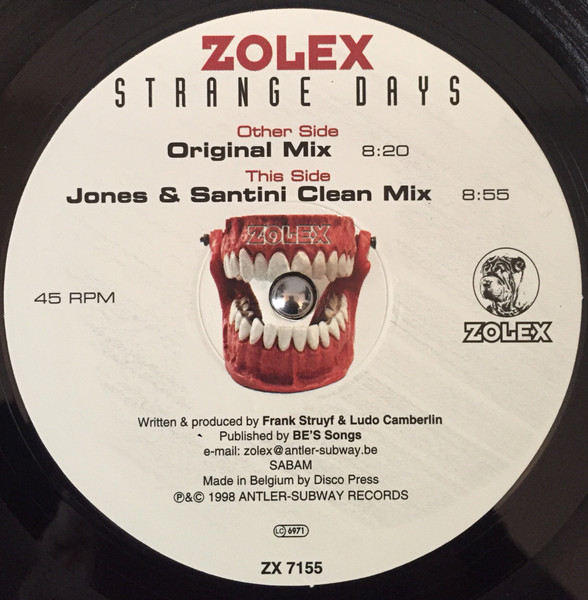 ZOLEX
STRANGE DAYS
Other Side
Original Mix 8:20
This Side
Jones & Santini Clean Mix 8:55
ZOLEX
45 RPM
ZOLEX
Written & produced by Frank Struyf & Ludo Camberlin
Published by BE'S Songs
e-mail: zolex@antler-subway.be
SABAM
Made in Belgium by Disco Press
℗&© 1998 ANTLER-SUBWAY RECORDS
LC 6971
ZX 7155